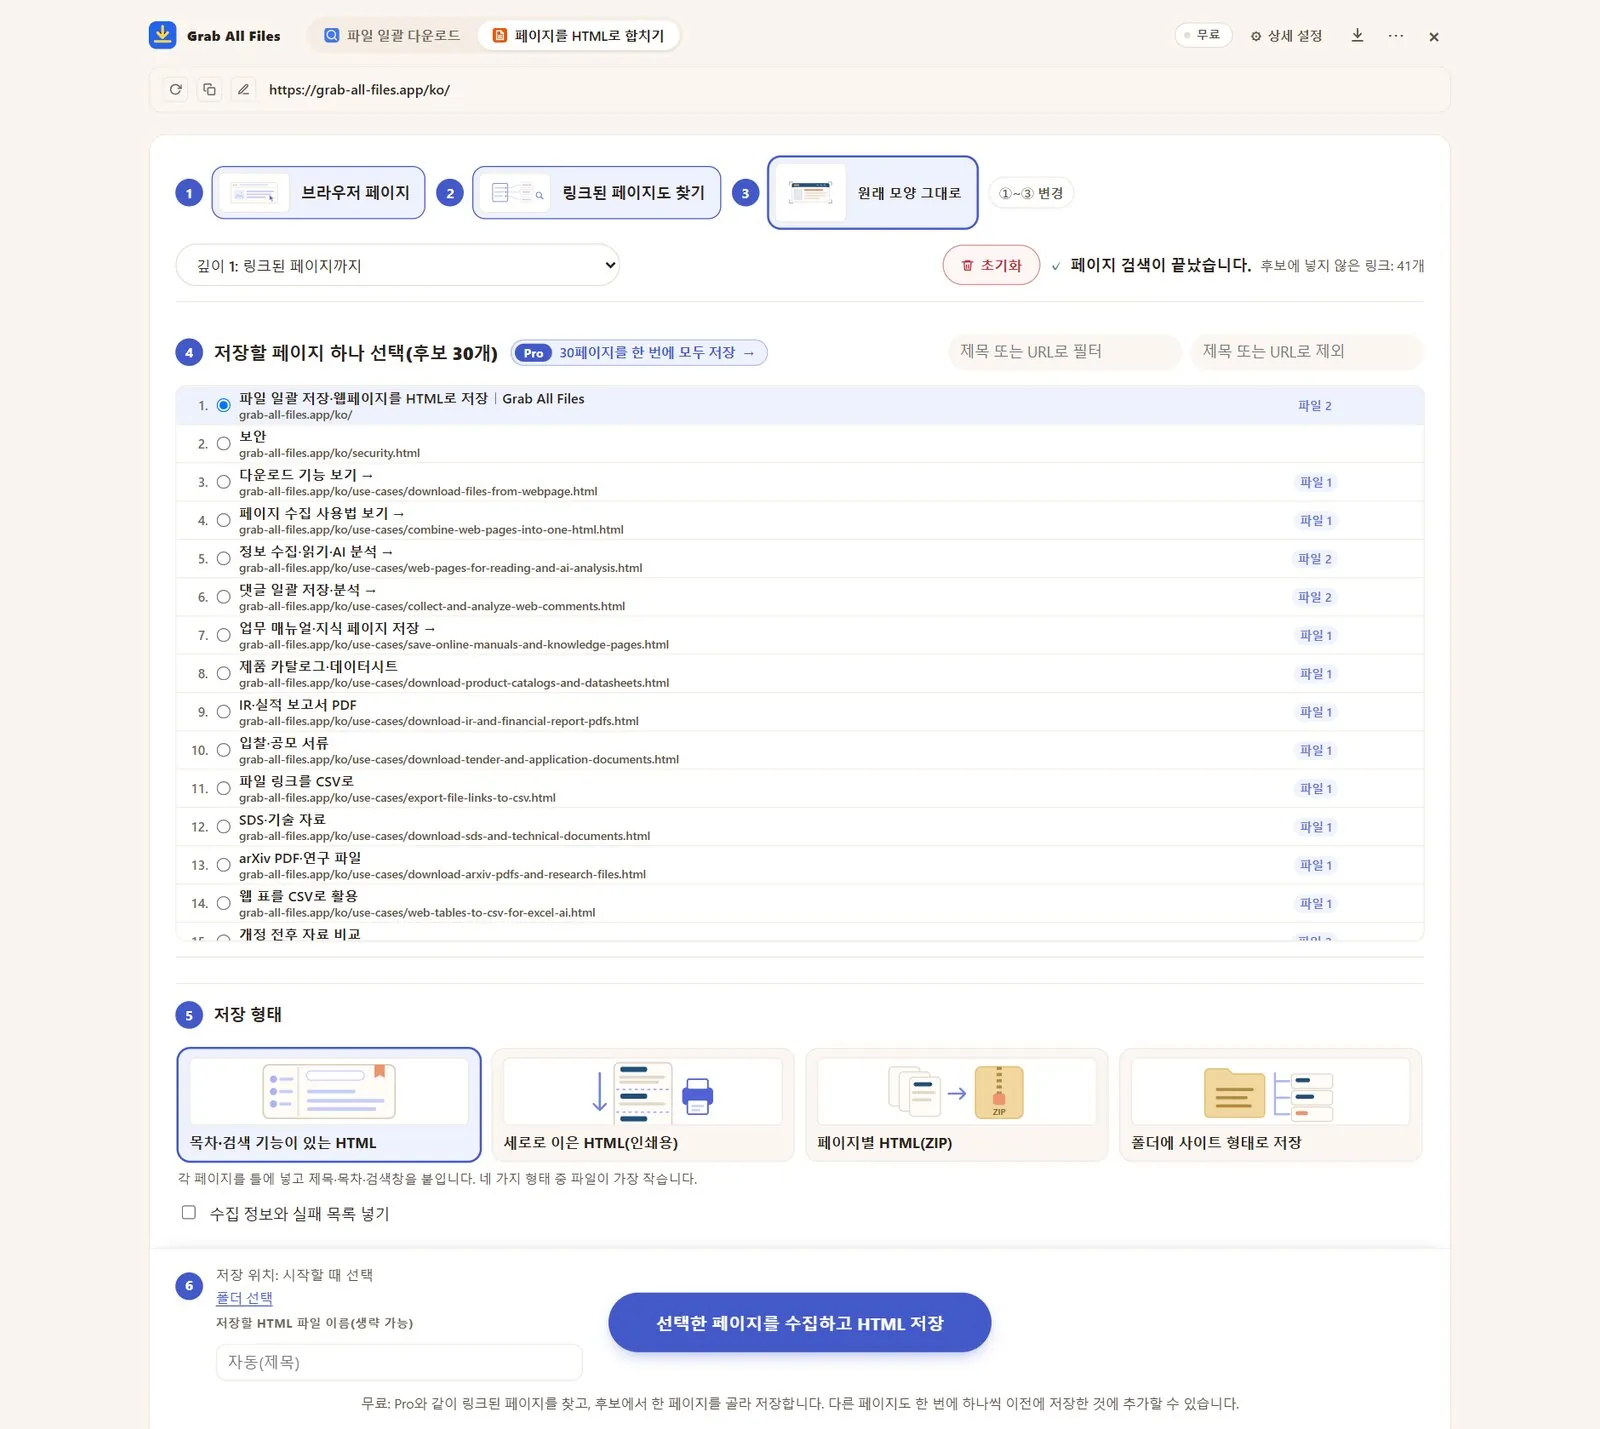 Grab All Files
파일 일괄 다운로드
페이지를 HTML로 합치기
무료
상세 설정
https://grab-all-files.app/ko/
1 브라우저 페이지
2 링크된 페이지도 찾기
3 원래 모양 그대로
①~③ 변경
깊이 1: 링크된 페이지까지
초기화
✓ 페이지 검색이 끝났습니다. 후보에 넣지 않은 링크: 41개
4 저장할 페이지 하나 선택(후보 30개)
Pro 30페이지를 한 번에 모두 저장 →
제목 또는 URL로 필터
제목 또는 URL로 제외
1. 파일 일괄 저장·웹페이지를 HTML로 저장｜Grab All Files
grab-all-files.app/ko/
파일 2
2. 보안
grab-all-files.app/ko/security.html
3. 다운로드 기능 보기 →
grab-all-files.app/ko/use-cases/download-files-from-webpage.html
파일 1
4. 페이지 수집 사용법 보기 →
grab-all-files.app/ko/use-cases/combine-web-pages-into-one-html.html
파일 1
5. 정보 수집·읽기·AI 분석 →
grab-all-files.app/ko/use-cases/web-pages-for-reading-and-ai-analysis.html
파일 2
6. 댓글 일괄 저장·분석 →
grab-all-files.app/ko/use-cases/collect-and-analyze-web-comments.html
파일 2
7. 업무 매뉴얼·지식 페이지 저장 →
grab-all-files.app/ko/use-cases/save-online-manuals-and-knowledge-pages.html
파일 1
8. 제품 카탈로그·데이터시트
grab-all-files.app/ko/use-cases/download-product-catalogs-and-datasheets.html
파일 1
9. IR·실적 보고서 PDF
grab-all-files.app/ko/use-cases/download-ir-and-financial-report-pdfs.html
파일 1
10. 입찰·공모 서류
grab-all-files.app/ko/use-cases/download-tender-and-application-documents.html
파일 1
11. 파일 링크를 CSV로
grab-all-files.app/ko/use-cases/export-file-links-to-csv.html
파일 1
12. SDS·기술 자료
grab-all-files.app/ko/use-cases/download-sds-and-technical-documents.html
파일 1
13. arXiv PDF·연구 파일
grab-all-files.app/ko/use-cases/download-arxiv-pdfs-and-research-files.html
파일 1
14. 웹 표를 CSV로 활용
grab-all-files.app/ko/use-cases/web-tables-to-csv-for-excel-ai.html
파일 1
개정 전후 자료 비교
5 저장 형태
ZIP
목차·검색 기능이 있는 HTML
세로로 이은 HTML(인쇄용)
페이지별 HTML(ZIP)
폴더에 사이트 형태로 저장
각 페이지를 틀에 넣고 제목·목차·검색창을 붙입니다. 네 가지 형태 중 파일이 가장 작습니다.
수집 정보와 실패 목록 넣기
6 저장 위치: 시작할 때 선택
폴더 선택
저장할 HTML 파일 이름(생략 가능)
자동(제목)
선택한 페이지를 수집하고 HTML 저장
무료: Pro와 같이 링크된 페이지를 찾고, 후보에서 한 페이지를 골라 저장합니다. 다른 페이지도 한 번에 하나씩 이전에 저장한 것에 추가할 수 있습니다.